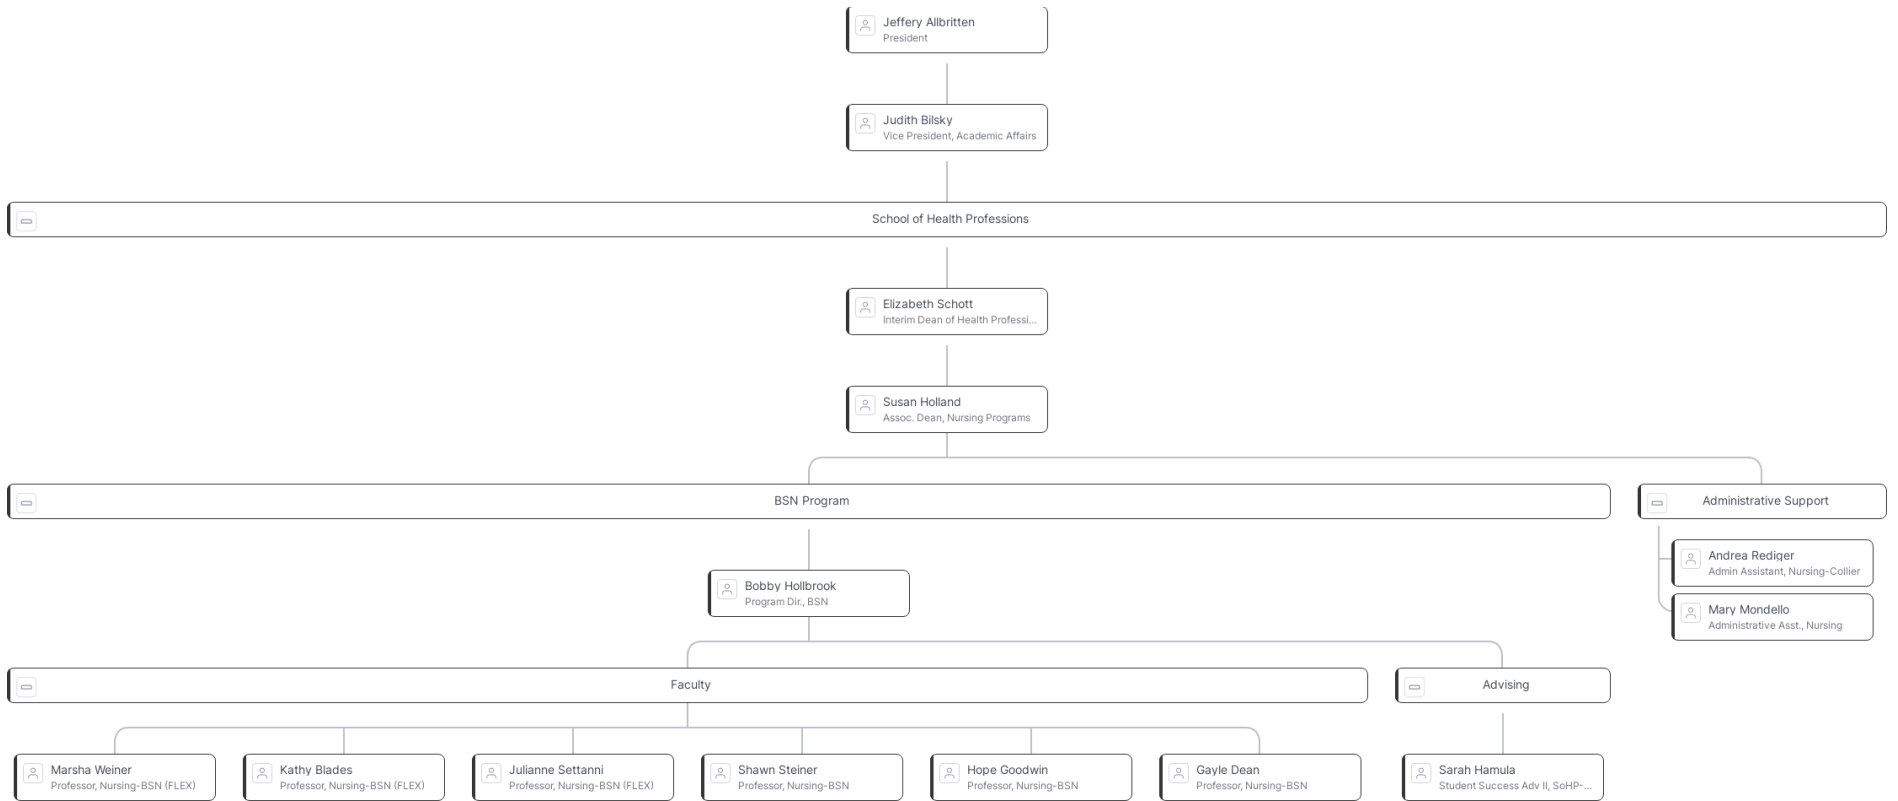 Jeffery Allbritten
President
Judith Bilsky
Vice President, Academic Affairs
School of Health Professions
Elizabeth Schott
Interim Dean of Health Professi...
Susan Holland
Assoc. Dean, Nursing Programs
BSN Program
Administrative Support
Andrea Rediger
Admin Assistant, Nursing-Collier
Mary Mondello
Administrative Asst., Nursing
Bobby Hollbrook
Program Dir., BSN
Faculty
Advising
Marsha Weiner
Professor, Nursing-BSN (FLEX)
Kathy Blades
Professor, Nursing-BSN (FLEX)
Julianne Settanni
Professor, Nursing-BSN (FLEX)
Shawn Steiner
Professor, Nursing-BSN
Hope Goodwin
Professor, Nursing-BSN
Gayle Dean
Professor, Nursing-BSN
Sarah Hamula
Student Success Adv II, SoHP-...